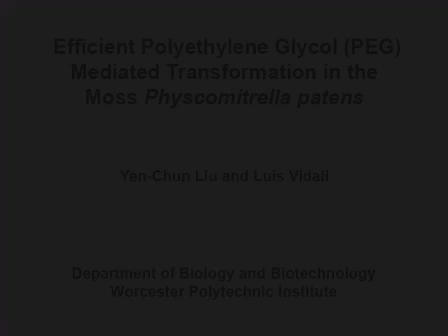 Efficient Polyethylene Glycol (PEG)
Mediated Transformation in the
Moss Physcomitrella patens
Yen-Chun Liu and Luis Vidali
Department of Biology and Biotechnology
Worcester Polytechnic Institute